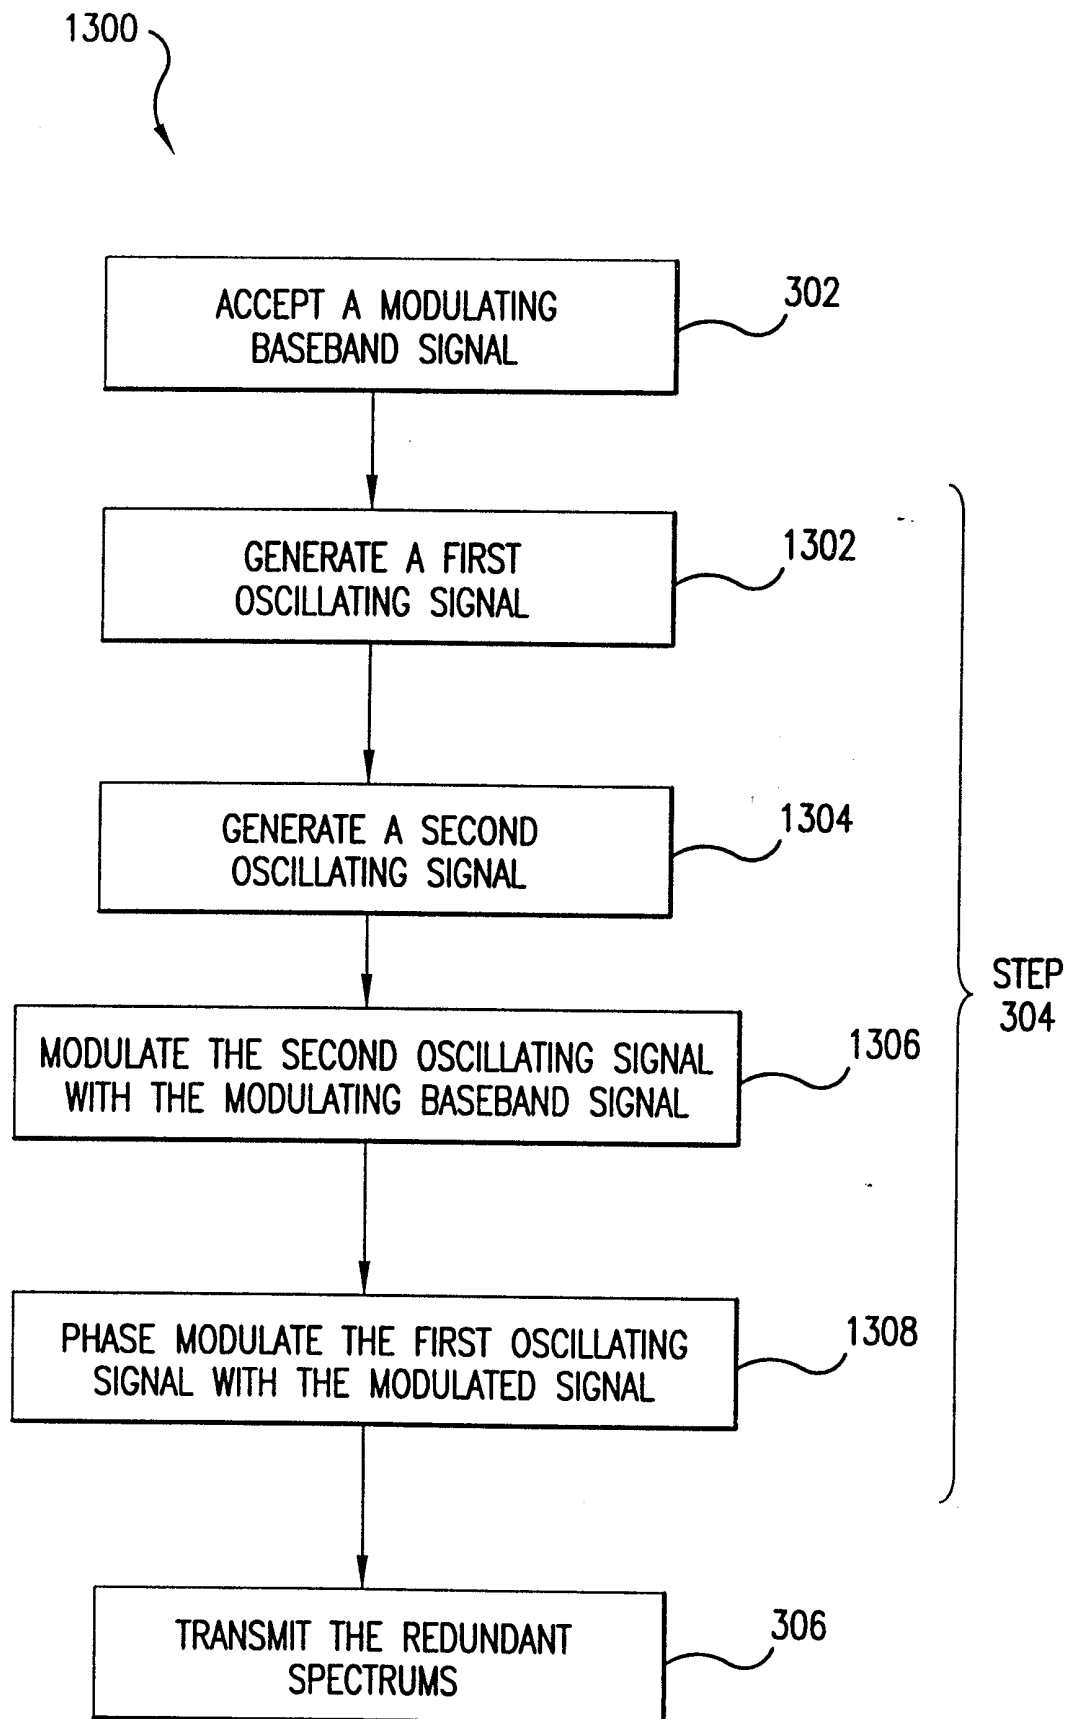 1300
ACCEPT A MODULATING
BASEBAND SIGNAL
302
GENERATE A FIRST
OSCILLATING SIGNAL
1302
GENERATE A SECOND
OSCILLATING SIGNAL
1304
STEP
304
MODULATE THE SECOND OSCILLATING SIGNAL
WITH THE MODULATING BASEBAND SIGNAL
1306
PHASE MODULATE THE FIRST OSCILLATING
SIGNAL WITH THE MODULATED SIGNAL
1308
TRANSMIT THE REDUNDANT
SPECTRUMS
306